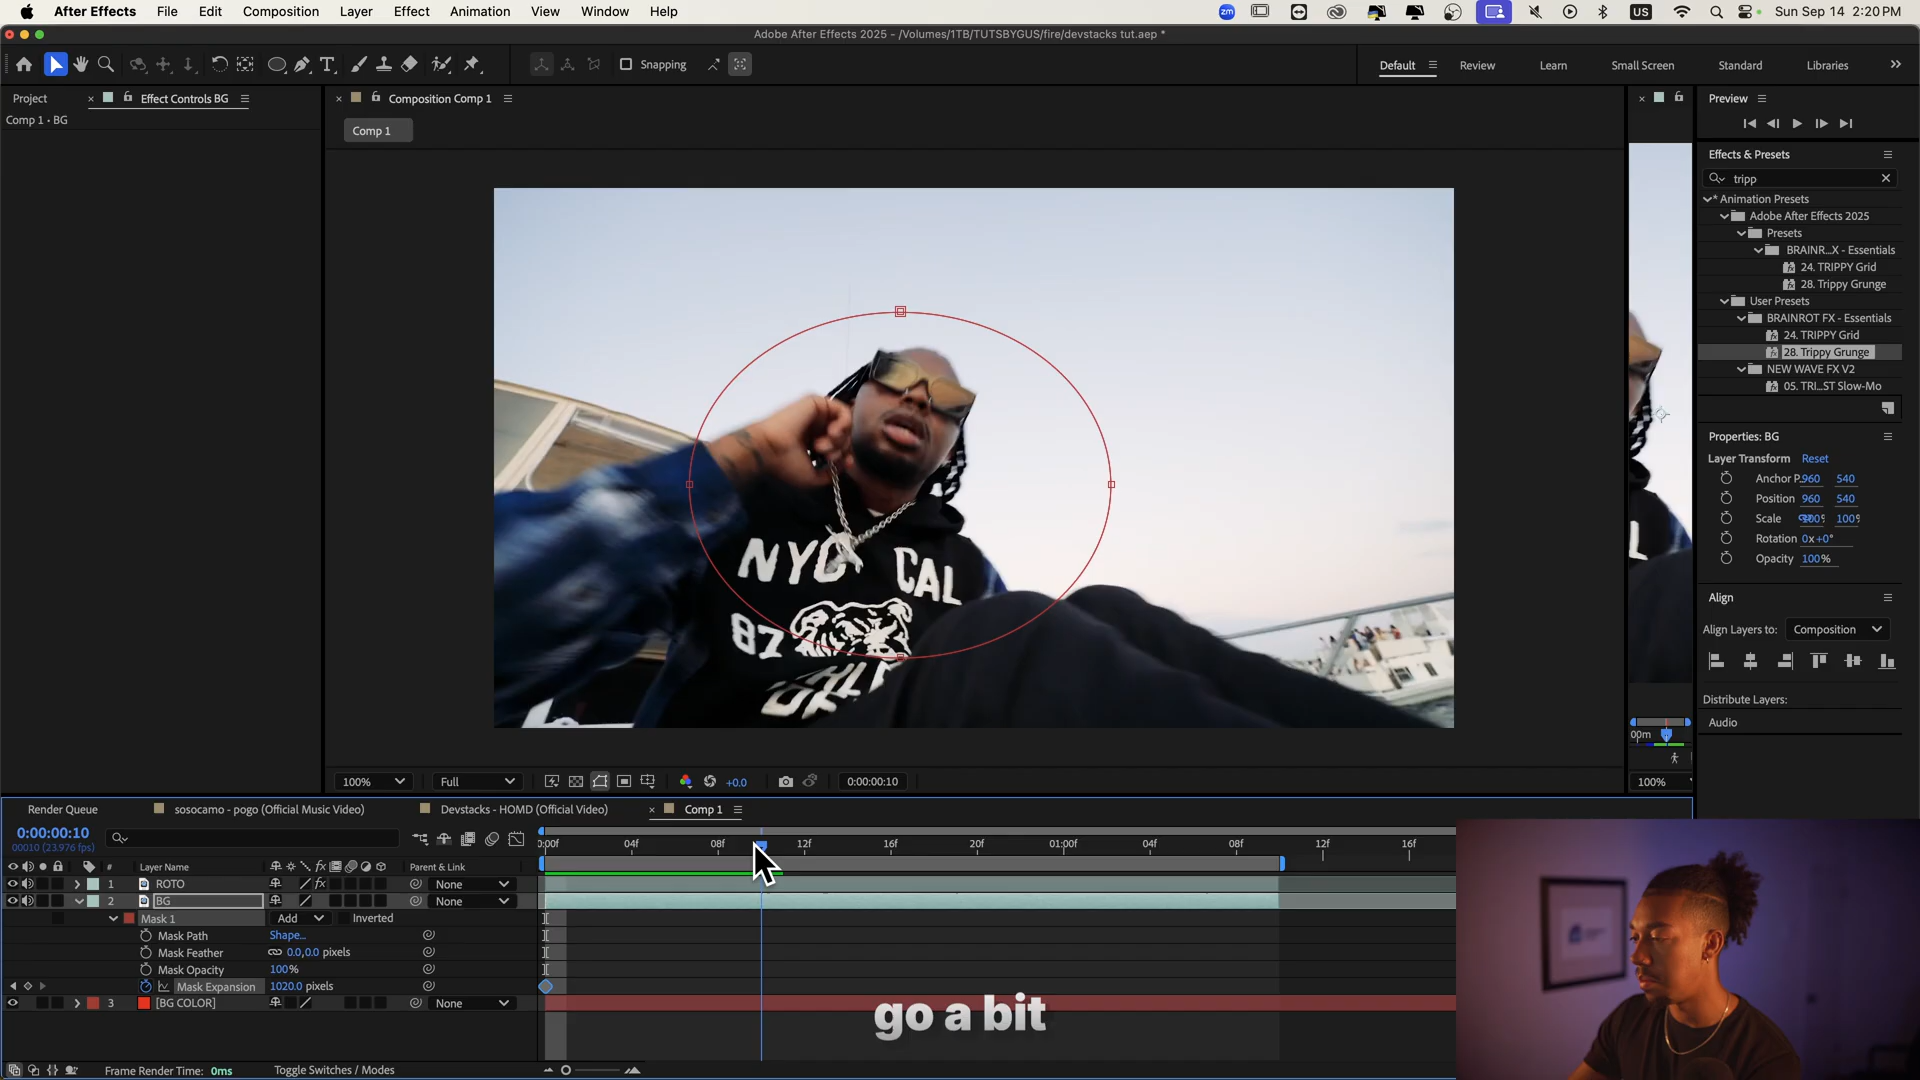 After Effects File Edit Composition Layer Effect Animation View Window Help
zm US Sun Sep 14 2:20 PM
Adobe After Effects 2025 - /Volumes/1TB/TUTSBYGUS/fire/devstacks tut.aep *
Snapping
Default Review Learn Small Screen Standard Libraries
Project Effect Controls BG
Composition Comp 1
Comp 1 • BG
Comp 1
Preview
Effects & Presets
tripp
* Animation Presets
Adobe After Effects 2025
Presets
BRAINR...X - Essentials
24. TRIPPY Grid
28. Trippy Grunge
User Presets
BRAINROT FX - Essentials
24. TRIPPY Grid
28. Trippy Grunge
NEW WAVE FX V2
05. TRI...ST Slow-Mo
Properties: BG
Layer Transform Reset
Anchor P... 960 540
Position 960 540
Scale 100% 100%
Rotation 0x+0°
Opacity 100%
Align
Align Layers to: Composition
Distribute Layers:
Audio
NYC CAL
87
100% Full +0.0 0:00:00:10
00m
100%
Render Queue sosocamo - pogo (Official Music Video) Devstacks - HOMD (Official Video) Comp 1
0:00:00:10
00010 (23.976 fps)
0:00f 04f 08f 12f 16f 20f 01:00f 04f 08f 12f 16f
# Layer Name Parent & Link
1 ROTO None
2 BG None
Mask 1 Add Inverted
Mask Path Shape...
Mask Feather 0.0,0.0 pixels
Mask Opacity 100%
Mask Expansion 1020.0 pixels
3 [BG COLOR] None
go a bit
Frame Render Time: 0ms Toggle Switches / Modes